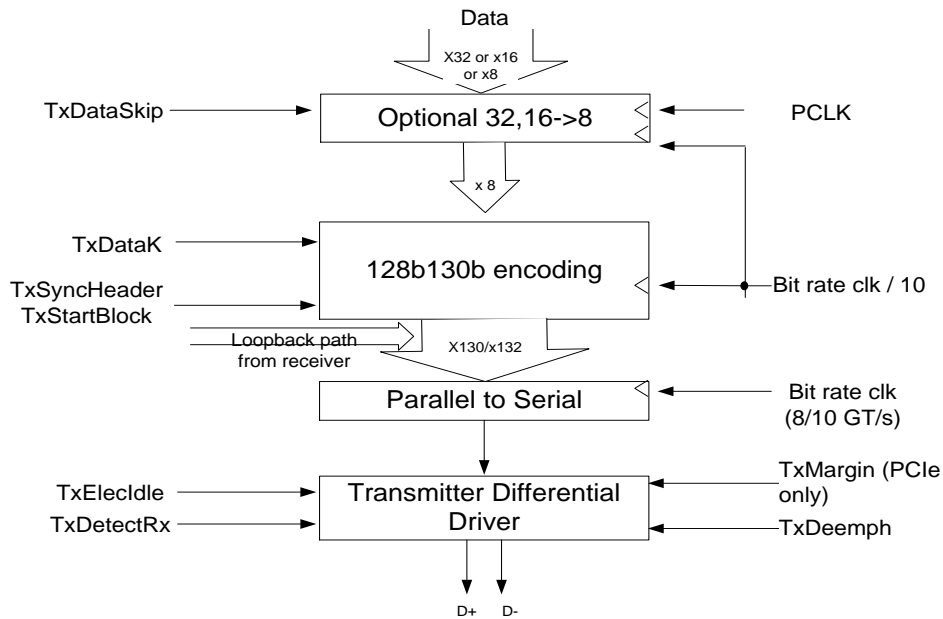 Data
X32 or x16
or x8
TxDataSkip
Optional 32,16->8
PCLK
x 8
TxDataK
128b130b encoding
TxSyncHeader
TxStartBlock
Bit rate clk / 10
Loopback path
from receiver
X130/x132
Parallel to Serial
Bit rate clk
(8/10 GT/s)
TxElecIdle
TxDetectRx
Transmitter Differential
Driver
TxMargin (PCIe
only)
TxDeemph
D+
D-